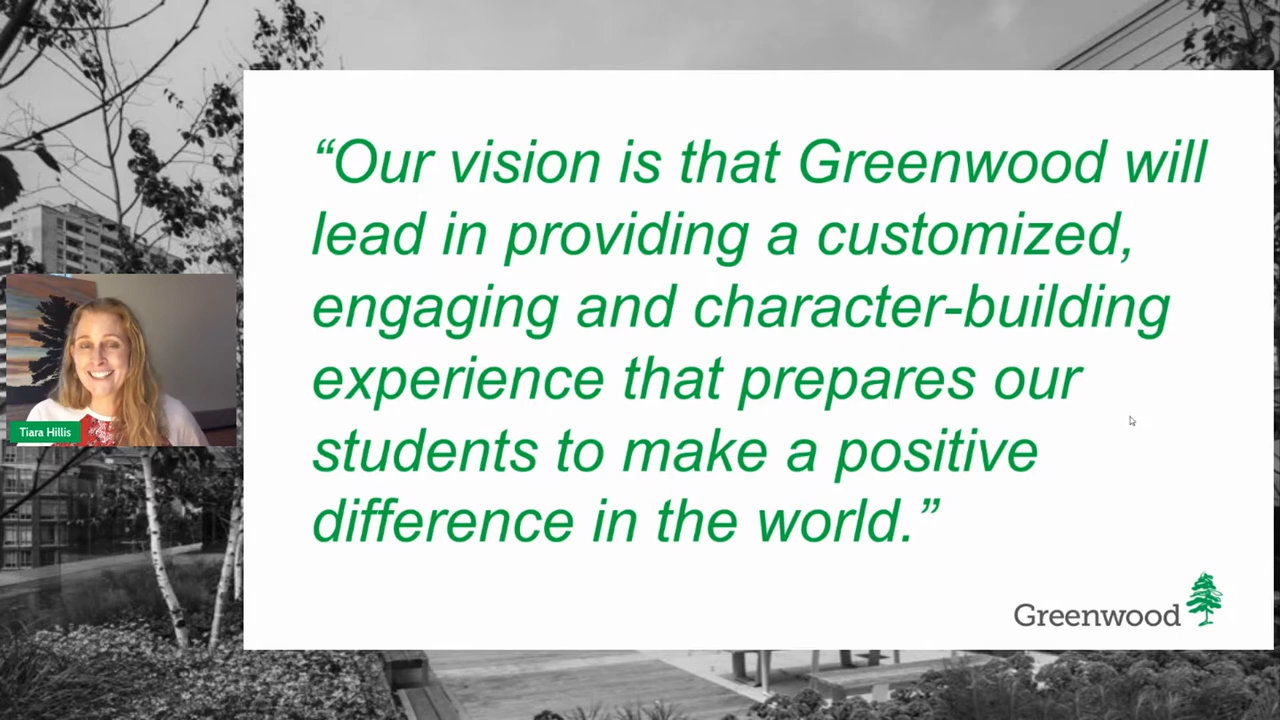 “Our vision is that Greenwood will
lead in providing a customized,
engaging and character-building
experience that prepares our
students to make a positive
difference in the world.”
Tiara Hillis
Greenwood